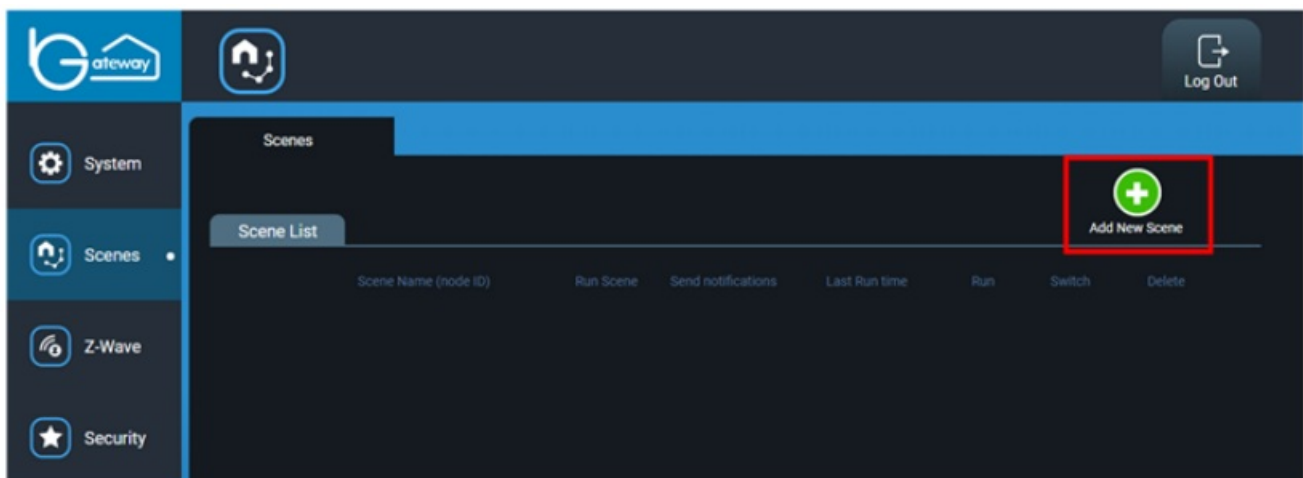 Gateway
Log Out
Scenes
System
Add New Scene
Scene List
Scenes
Scene Name (node ID) Run Scene Send notifications Last Run time Run Switch Delete
Z-Wave
Security